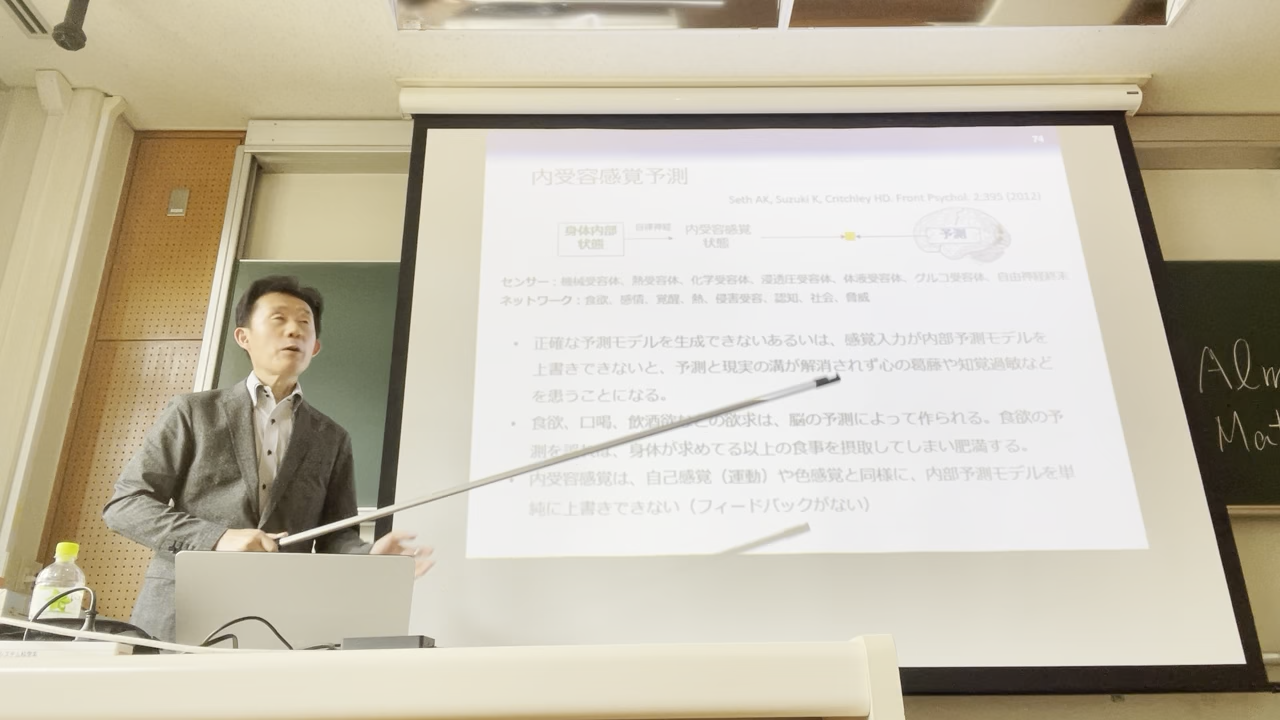 74
内受容感覚予測
Seth AK, Suzuki K, Critchley HD. Front Psychol. 2:395 (2012)
身体内部
状態
自律神経
内受容感覚
状態
予測
センサー：機械受容体、熱受容体、化学受容体、浸透圧受容体、体液受容体、グルコ受容体、自由神経終末
ネットワーク：食欲、感情、覚醒、熱、侵害受容、認知、社会、脅威
• 正確な予測モデルを生成できないあるいは、感覚入力が内部予測モデルを
上書きできないと、予測と現実の溝が解消されず心の葛藤や知覚過敏など
を患うことになる。
• 食欲、口喝、飲酒欲などの欲求は、脳の予測によって作られる。食欲の予
測を誤れば、身体が求めてる以上の食事を摂取してしまい肥満する。
• 内受容感覚は、自己感覚（運動）や色感覚と同様に、内部予測モデルを単
純に上書きできない（フィードバックがない）
Alm
Mat